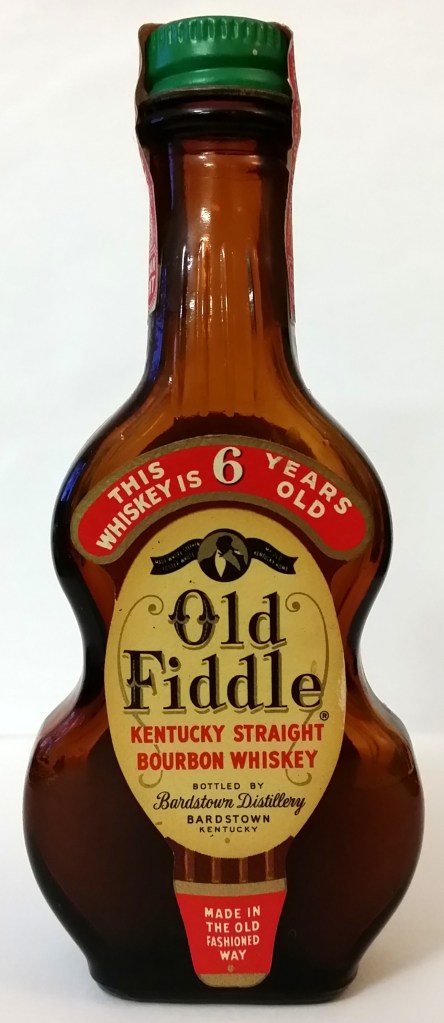 THIS
WHISKEY IS
6
YEARS
OLD
Old
Fiddle®
KENTUCKY STRAIGHT
BOURBON WHISKEY
BOTTLED BY
Bardstown Distillery
BARDSTOWN
KENTUCKY
MADE IN
THE OLD
FASHIONED
WAY